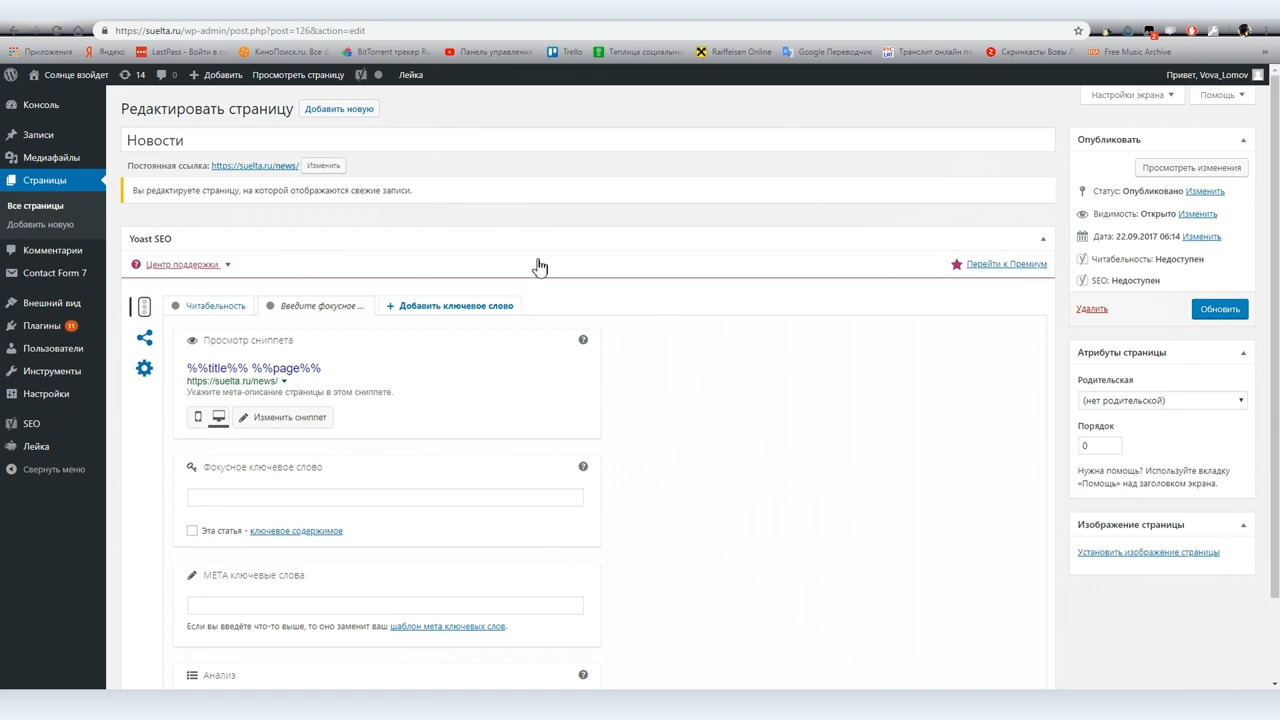 https://suelta.ru/wp-admin/post.php?post=126&action=edit
Приложения Яндекс LastPass - Войти в КиноПоиск.ru. Все BitTorrent трекер Ru Панель управления Trello Теплица социальны Raiffeisen Online Google Переводчик Транслит онлайн Скринкасты Вовы Free Music Archive »
Солнце взойдет 14 0 + Добавить Просмотреть страницу Лейка Привет, Vova_Lomov
Консоль
Записи
Медиафайлы
Страницы
Все страницы
Добавить новую
Комментарии
Contact Form 7
Внешний вид
Плагины 11
Пользователи
Инструменты
Настройки
SEO
Лейка
Свернуть меню
Настройки экрана Помощь
Редактировать страницу Добавить новую
Новости
Постоянная ссылка: https://suelta.ru/news/ Изменить
Вы редактируете страницу, на которой отображаются свежие записи.
Yoast SEO
Центр поддержки Перейти к Премиум
Читабельность Введите фокусное ... + Добавить ключевое слово
Просмотр сниппета
%%title%% %%page%%
https://suelta.ru/news/
Укажите мета-описание страницы в этом сниппете.
Изменить сниппет
Фокусное ключевое слово
Эта статья - ключевое содержимое
МЕТА ключевые слова
Если вы введёте что-то выше, то оно заменит ваш шаблон мета ключевых слов.
Анализ
Опубликовать
Просмотреть изменения
Статус: Опубликовано Изменить
Видимость: Открыто Изменить
Дата: 22.09.2017 06:14 Изменить
Читабельность: Недоступен
SEO: Недоступен
Удалить Обновить
Атрибуты страницы
Родительская
(нет родительской)
Порядок
0
Нужна помощь? Используйте вкладку
«Помощь» над заголовком экрана.
Изображение страницы
Установить изображение страницы